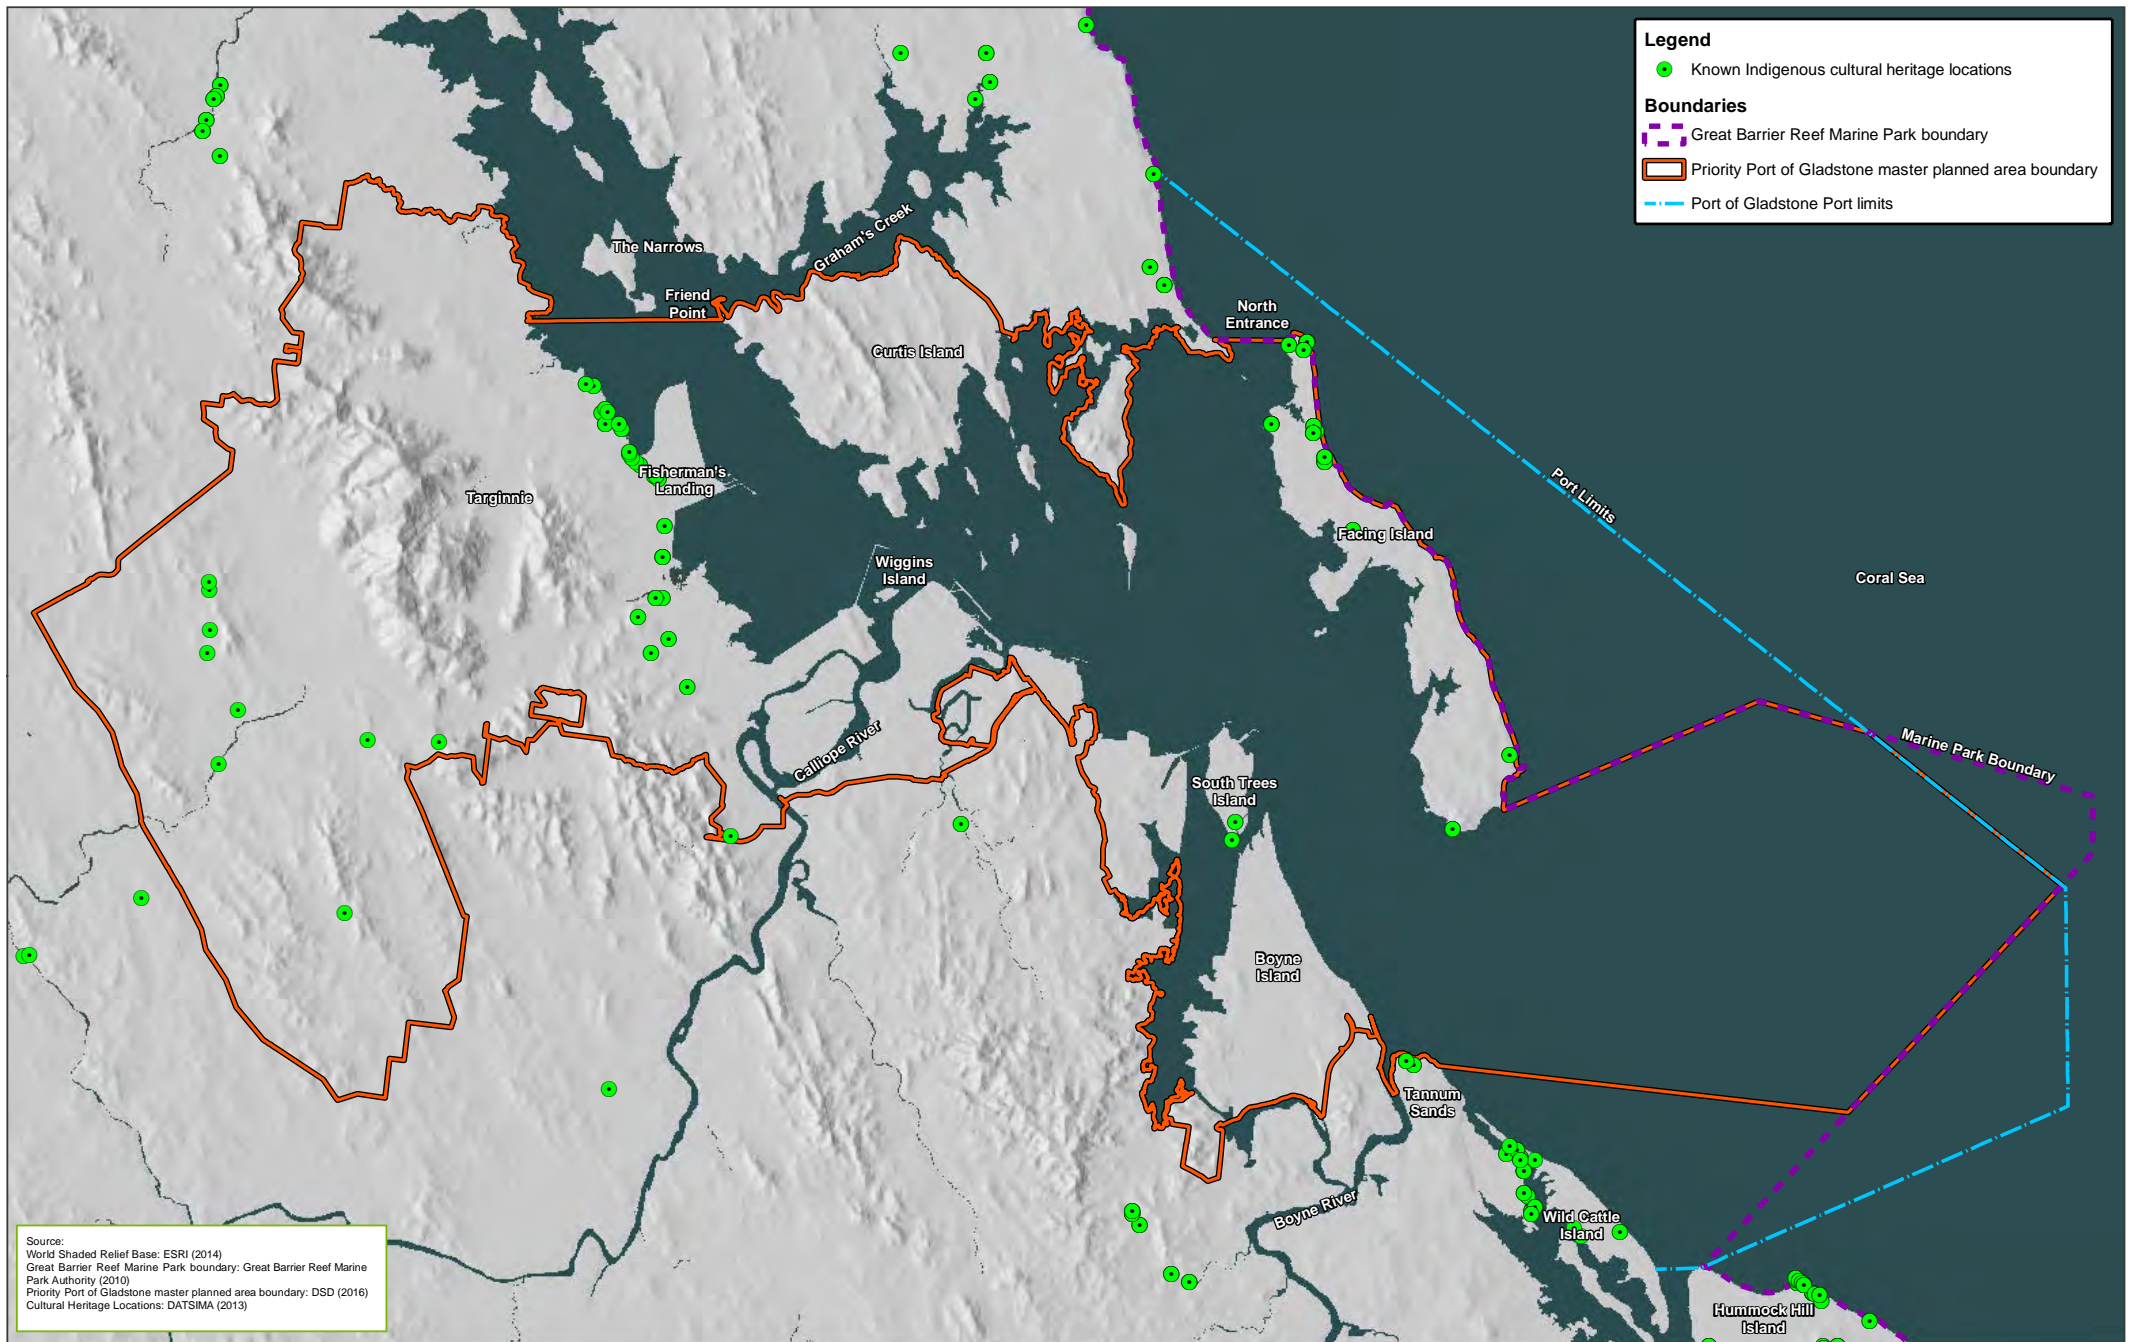 Legend
Known Indigenous cultural heritage locations
Boundaries
Great Barrier Reef Marine Park boundary
Priority Port of Gladstone master planned area boundary
Port of Gladstone Port limits
The Narrows
Graham's Creek
Friend
Point
North
Entrance
Curtis Island
Fisherman's
Landing
Targinnie
Port Limits
Facing Island
Wiggins
Island
Coral Sea
Calliope River
Marine Park Boundary
South Trees
Island
Boyne
Island
Tannum
Sands
Boyne River
Wild Cattle
Island
Hummock Hill
Island
Source:
World Shaded Relief Base: ESRI (2014)
Great Barrier Reef Marine Park boundary: Great Barrier Reef Marine
Park Authority (2010)
Priority Port of Gladstone master planned area boundary: DSD (2016)
Cultural Heritage Locations: DATSIMA (2013)